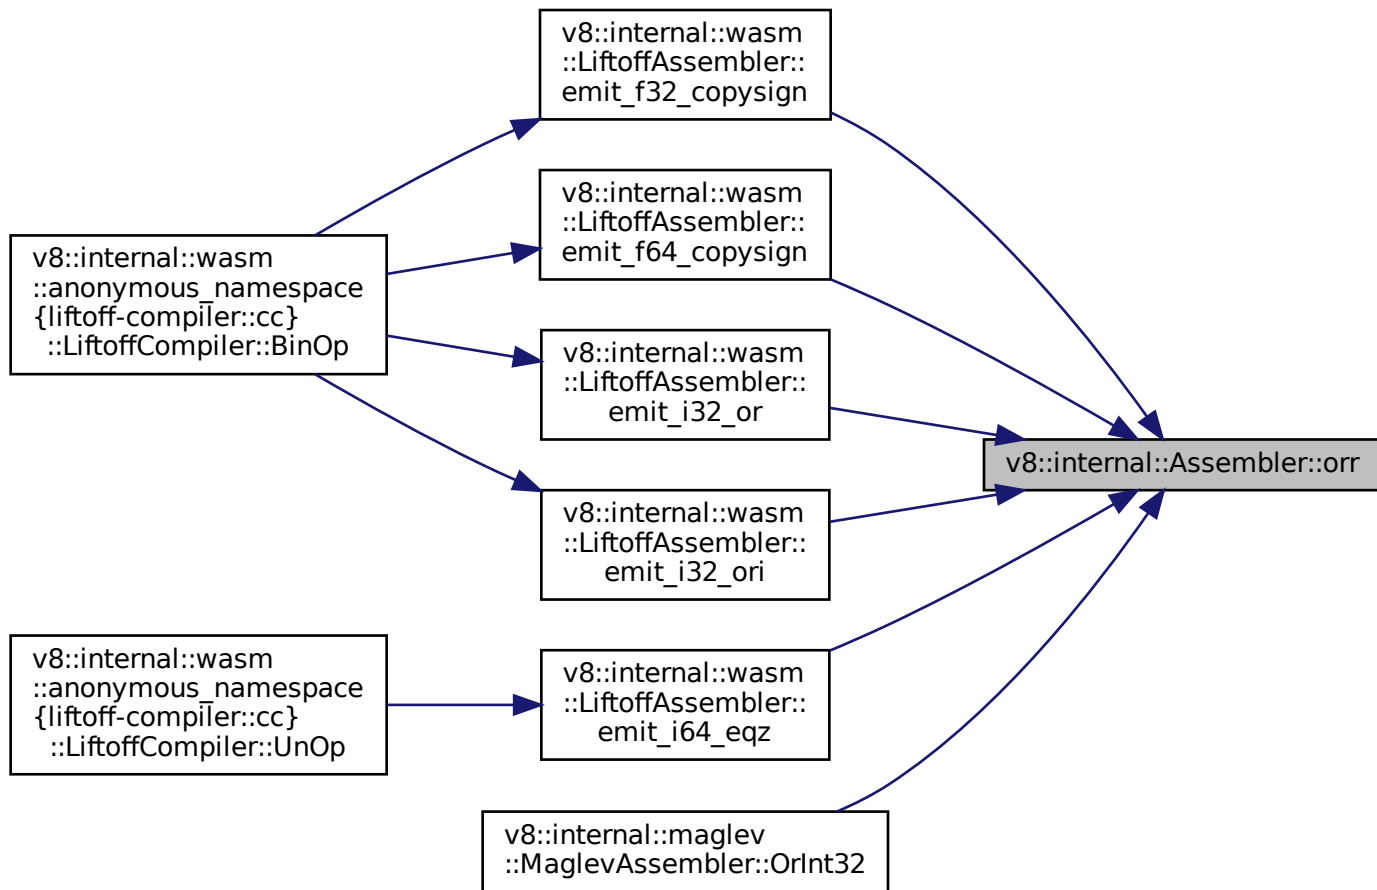 v8::internal::wasm
::LiftoffAssembler::
emit_f32_copysign
v8::internal::wasm
::LiftoffAssembler::
emit_f64_copysign
v8::internal::wasm
::anonymous_namespace
{liftoff-compiler::cc}
::LiftoffCompiler::BinOp
v8::internal::wasm
::LiftoffAssembler::
emit_i32_or
v8::internal::Assembler::orr
v8::internal::wasm
::LiftoffAssembler::
emit_i32_ori
v8::internal::wasm
::anonymous_namespace
{liftoff-compiler::cc}
::LiftoffCompiler::UnOp
v8::internal::wasm
::LiftoffAssembler::
emit_i64_eqz
v8::internal::maglev
::MaglevAssembler::OrInt32